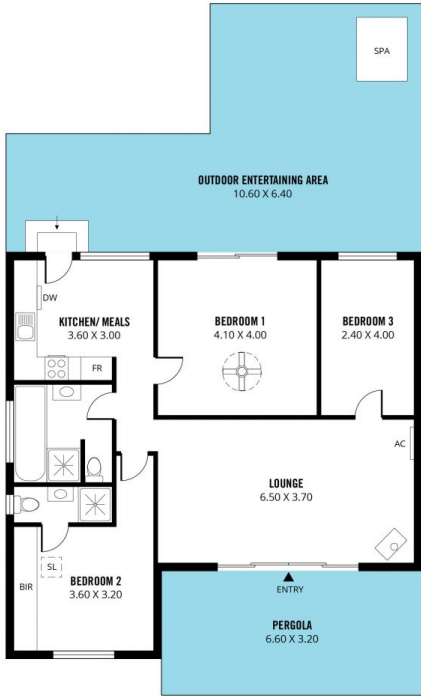 SPA
OUTDOOR ENTERTAINING AREA
10.60 X 6.40
DW
KITCHEN/ MEALS
3.60 X 3.00
FR
BEDROOM 1
4.10 X 4.00
BEDROOM 3
2.40 X 4.00
AC
LOUNGE
6.50 X 3.70
SL
BIR
BEDROOM 2
3.60 X 3.20
ENTRY
PERGOLA
6.60 X 3.20